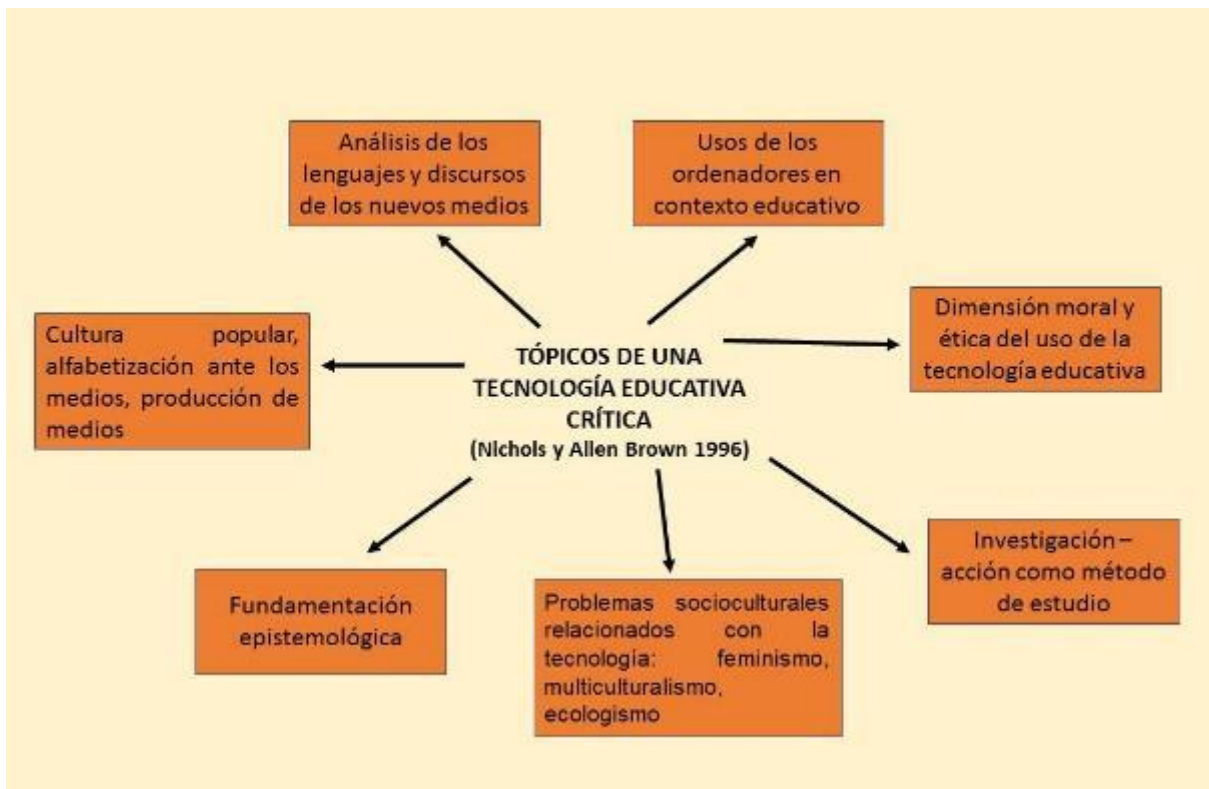 Análisis de los
lenguajes y discursos
de los nuevos medios
Usos de los
ordenadores en
contexto educativo
Cultura popular,
alfabetización ante los
medios, producción de
medios
TÓPICOS DE UNA
TECNOLOGÍA EDUCATIVA
CRÍTICA
(Nichols y Allen Brown 1996)
Dimensión moral y
ética del uso de la
tecnología educativa
Fundamentación
epistemológica
Problemas socioculturales
relacionados con la
tecnología: feminismo,
multiculturalismo,
ecologismo
Investigación –
acción como método
de estudio